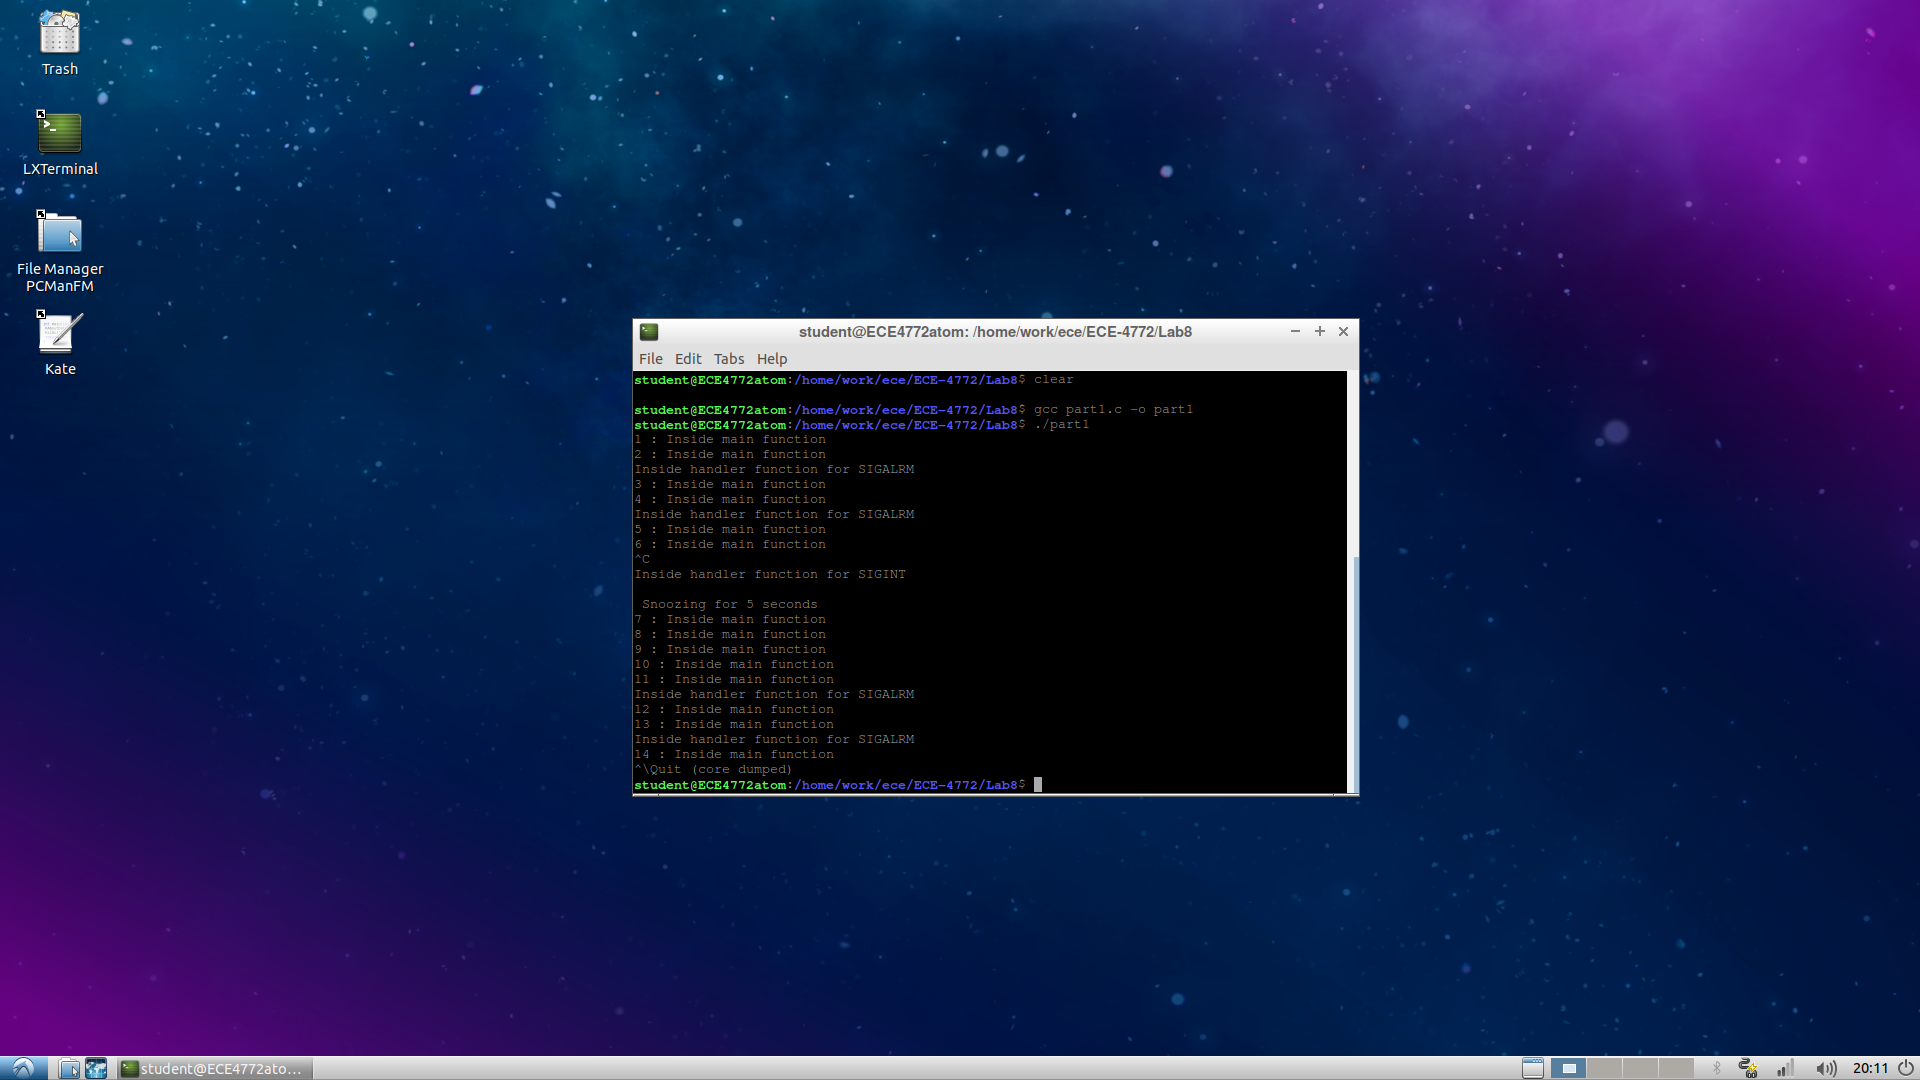 Trash
LXTerminal
File Manager
PCManFM
Kate
student@ECE4772atom: /home/work/ece/ECE-4772/Lab8
File Edit Tabs Help
student@ECE4772atom:/home/work/ece/ECE-4772/Lab8$ clear
student@ECE4772atom:/home/work/ece/ECE-4772/Lab8$ gcc part1.c -o part1
student@ECE4772atom:/home/work/ece/ECE-4772/Lab8$ ./part1
1 : Inside main function
2 : Inside main function
Inside handler function for SIGALRM
3 : Inside main function
4 : Inside main function
Inside handler function for SIGALRM
5 : Inside main function
6 : Inside main function
^C
Inside handler function for SIGINT
Snoozing for 5 seconds
7 : Inside main function
8 : Inside main function
9 : Inside main function
10 : Inside main function
11 : Inside main function
Inside handler function for SIGALRM
12 : Inside main function
13 : Inside main function
Inside handler function for SIGALRM
14 : Inside main function
^\Quit (core dumped)
student@ECE4772atom:/home/work/ece/ECE-4772/Lab8$
student@ECE4772ato...
20:11